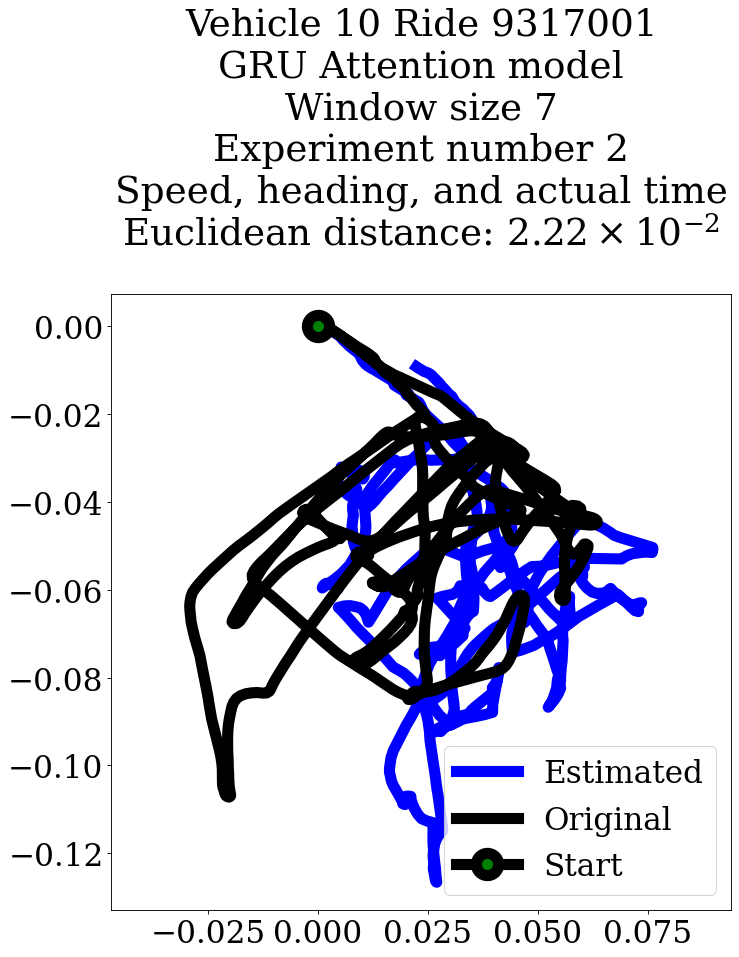 Vehicle 10 Ride 9317001
GRU Attention model
Window size 7
Experiment number 2
Speed, heading, and actual time
Euclidean distance: 2.22 × 10⁻²
0.00
−0.02
−0.04
−0.06
−0.08
−0.10
−0.12
Estimated
Original
Start
−0.025 0.000 0.025 0.050 0.075